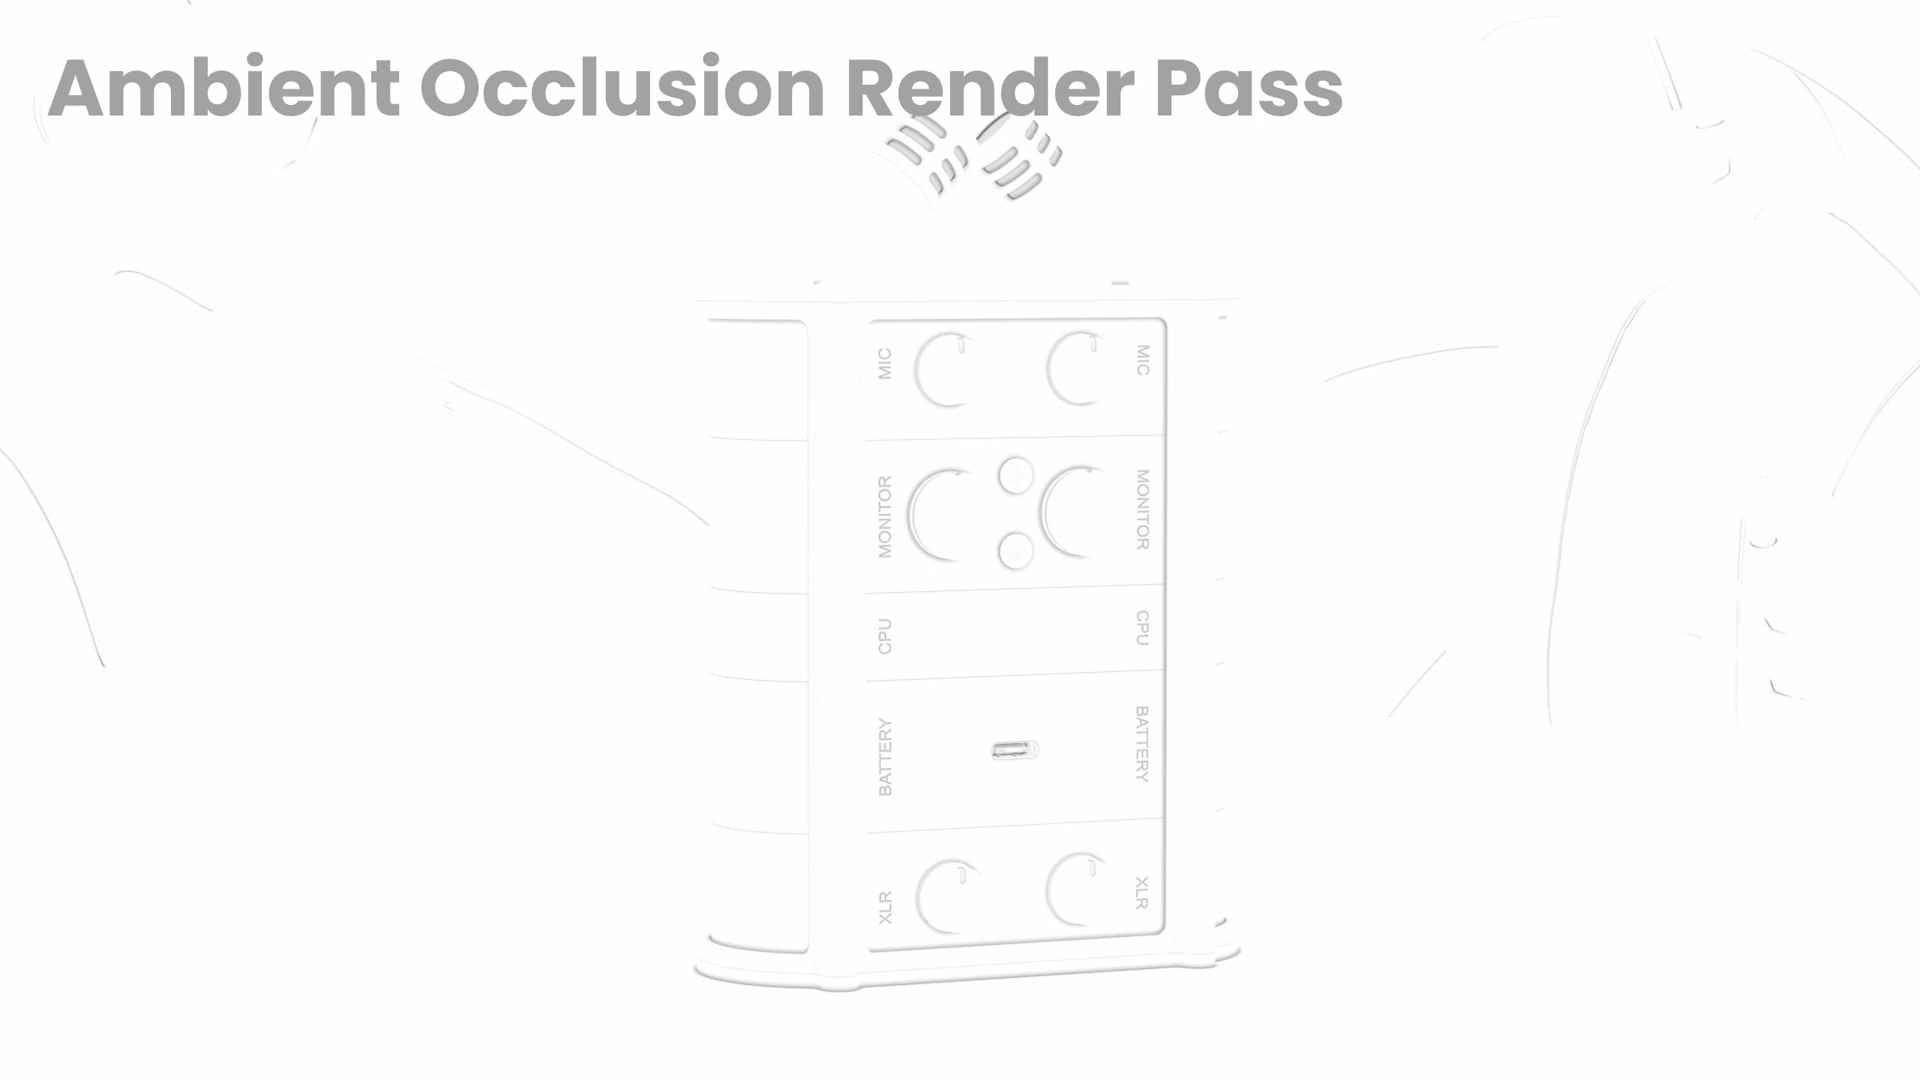 Ambient Occlusion Render Pass
MIC
MIC
MONITOR
MONITOR
CPU
CPU
BATTERY
BATTERY
XLR
XLR